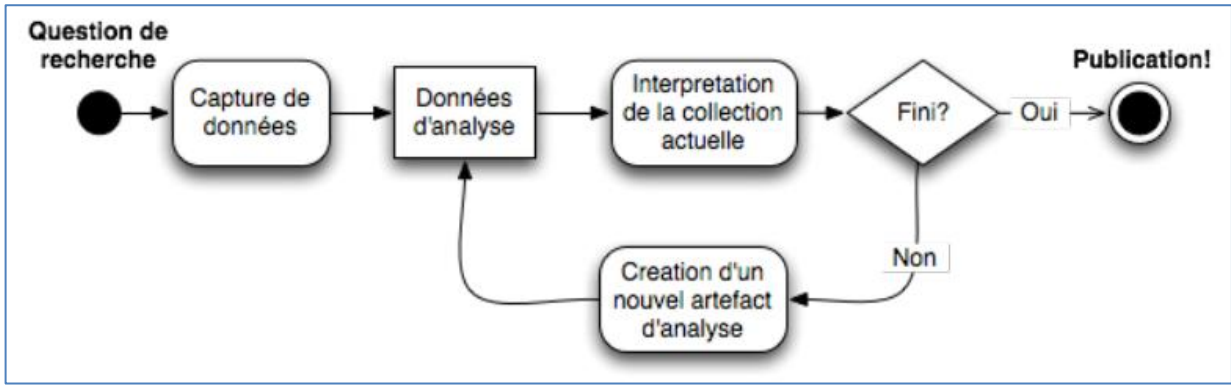 Question de
recherche
Capture de
données
Données
d'analyse
Interpretation
de la collection
actuelle
Fini?
Oui
Publication!
Non
Creation d'un
nouvel artefact
d'analyse